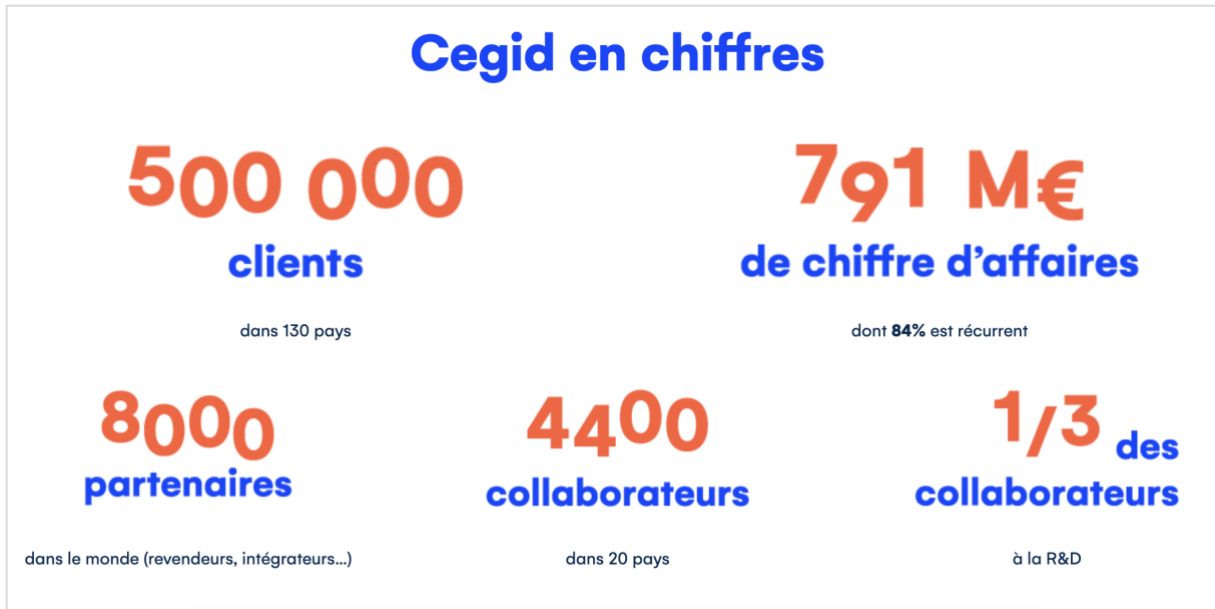 Cegid en chiffres
500 000
clients
dans 130 pays
791 M€
de chiffre d'affaires
dont 84% est récurrent
8000
partenaires
dans le monde (revendeurs, intégrateurs...)
4400
collaborateurs
dans 20 pays
1/3 des
collaborateurs
à la R&D